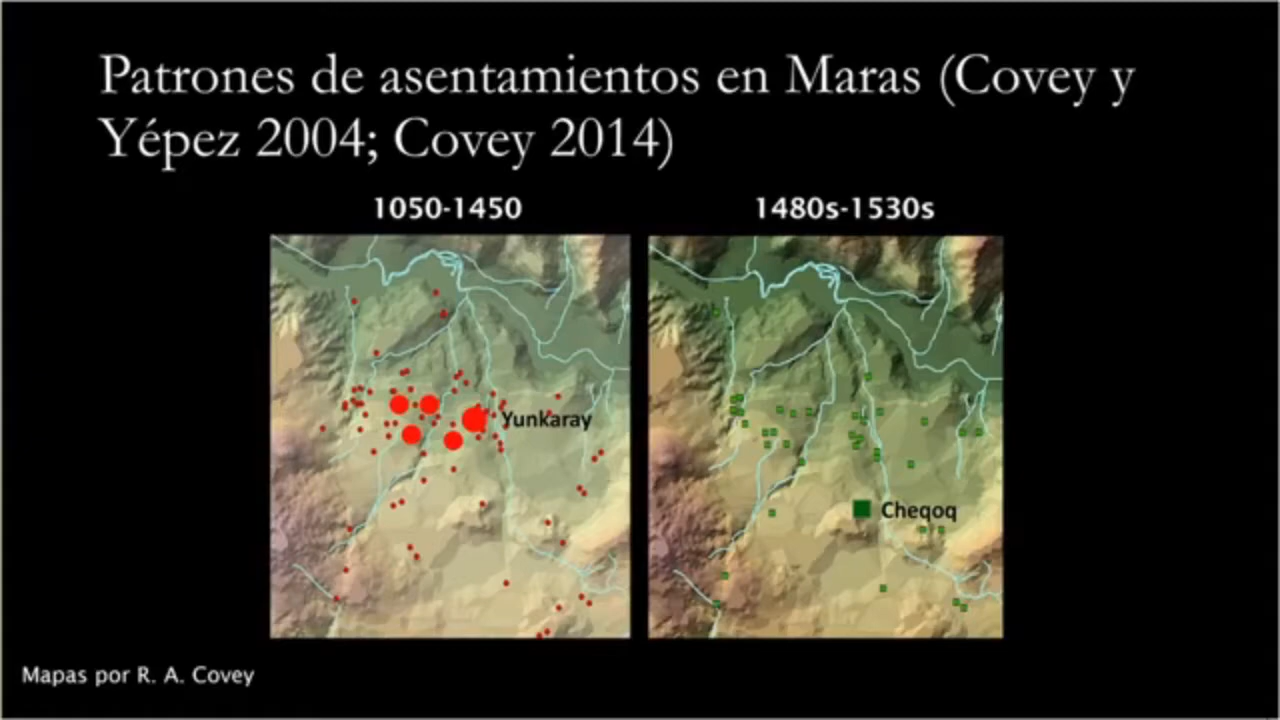 Patrones de asentamientos en Maras (Covey y
Yépez 2004; Covey 2014)
1050-1450
1480s-1530s
Yunkaray
Cheqoq
Mapas por R. A. Covey